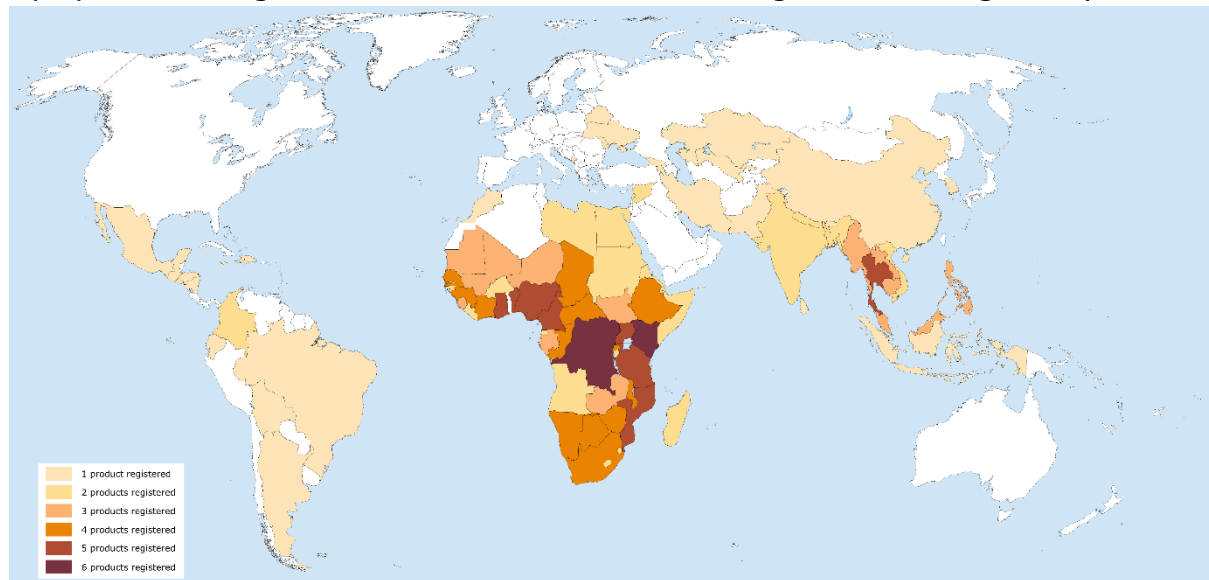 1 product registered
2 products registered
3 products registered
4 products registered
5 products registered
6 products registered